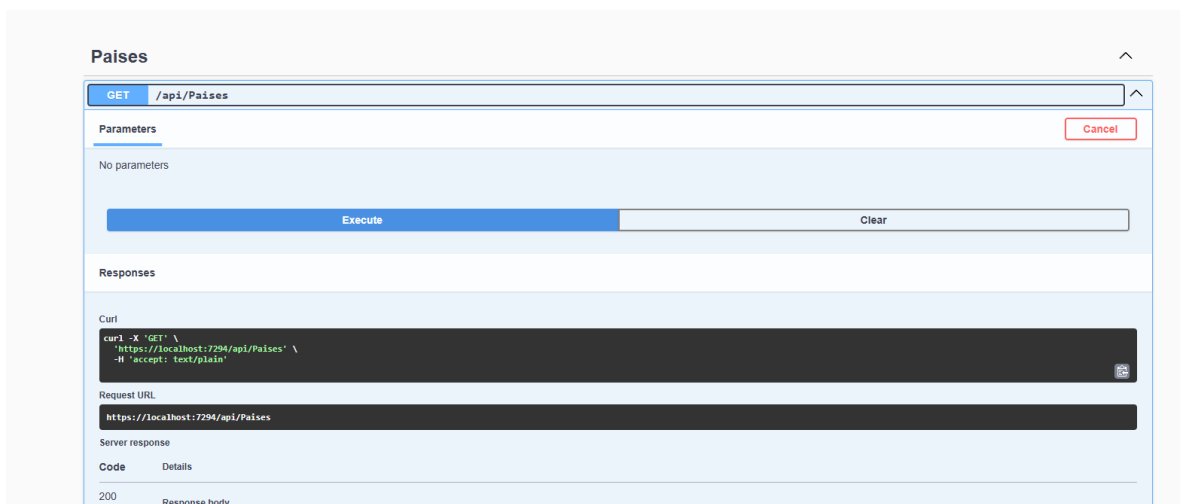 Paises
GET /api/Paises
Parameters
Cancel
No parameters
Execute
Clear
Responses
Curl
curl -X 'GET' \
'https://localhost:7294/api/Paises' \
-H 'accept: text/plain'
Request URL
https://localhost:7294/api/Paises
Server response
Code Details
200
Response body